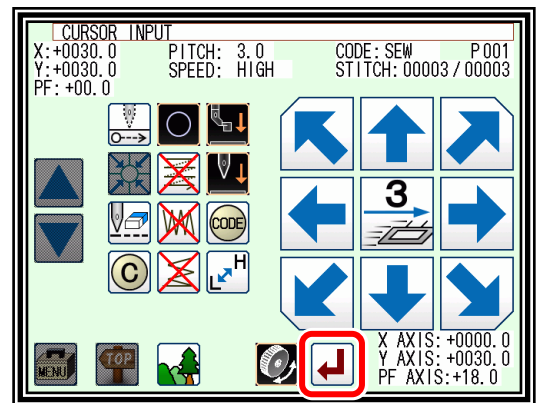 CURSOR INPUT
X:+0030.0 PITCH: 3.0 CODE:SEW P001
Y:+0030.0 SPEED: HIGH STITCH:00003/00003
PF:+00.0
3
CODE
C
L H
X AXIS:+0000.0
Y AXIS:+0030.0
MENU TOP PF AXIS:+18.0